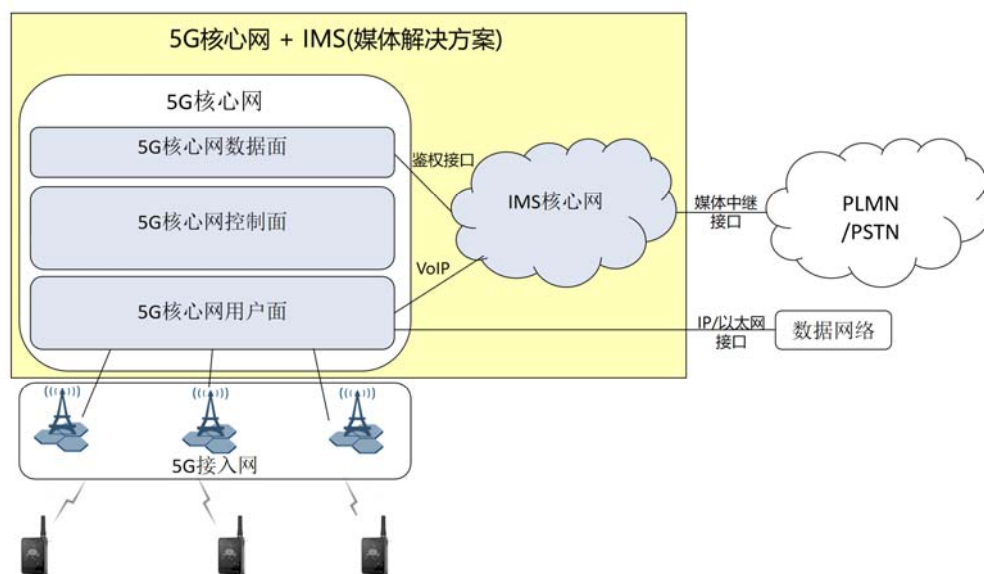 5G核心网 + IMS(媒体解决方案)
5G核心网
5G核心网数据面
鉴权接口
5G核心网控制面
IMS核心网
媒体中继
接口
PLMN
/PSTN
VoIP
5G核心网用户面
IP/以太网
接口
数据网络
5G接入网